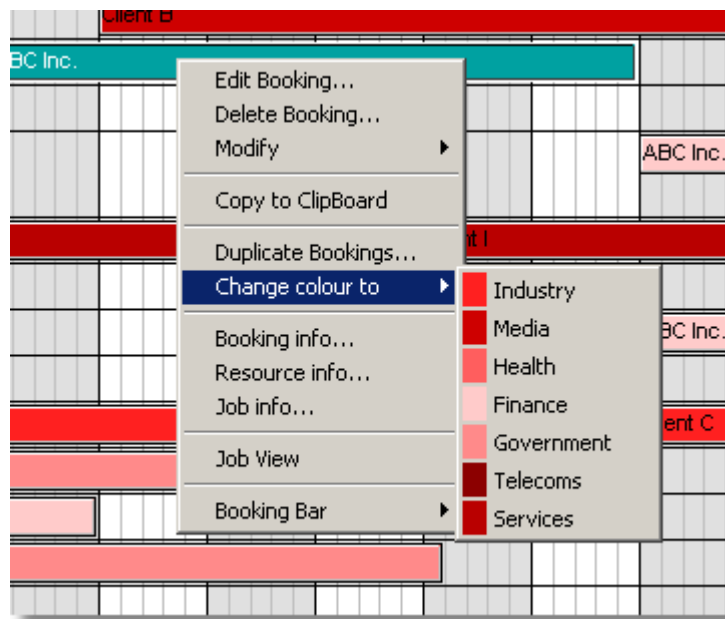 Client B
BC Inc.
Edit Booking...
Delete Booking...
Modify
ABC Inc.
Copy to ClipBoard
Duplicate Bookings...
nt I
Change colour to
Industry
Media
Health
Finance
Government
Telecoms
Services
BC Inc.
Booking info...
Resource info...
Job info...
ent C
Job View
Booking Bar